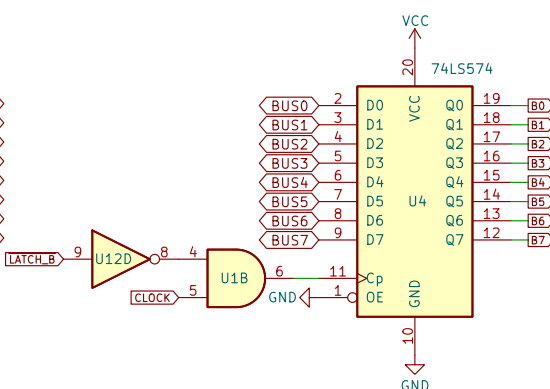 VCC
20
74LS574
VCC
BUS0 2 D0 Q0 19 B0
BUS1 3 D1 Q1 18 B1
BUS2 4 D2 Q2 17 B2
BUS3 5 D3 Q3 16 B3
BUS4 6 D4 Q4 15 B4
BUS5 7 D5 U4 Q5 14 B5
BUS6 8 D6 Q6 13 B6
BUS7 9 D7 Q7 12 B7
LATCH_B 9 U12D 8 4
U1B 6 11 Cp
CLOCK 5 GND 1 OE
GND
10
GND